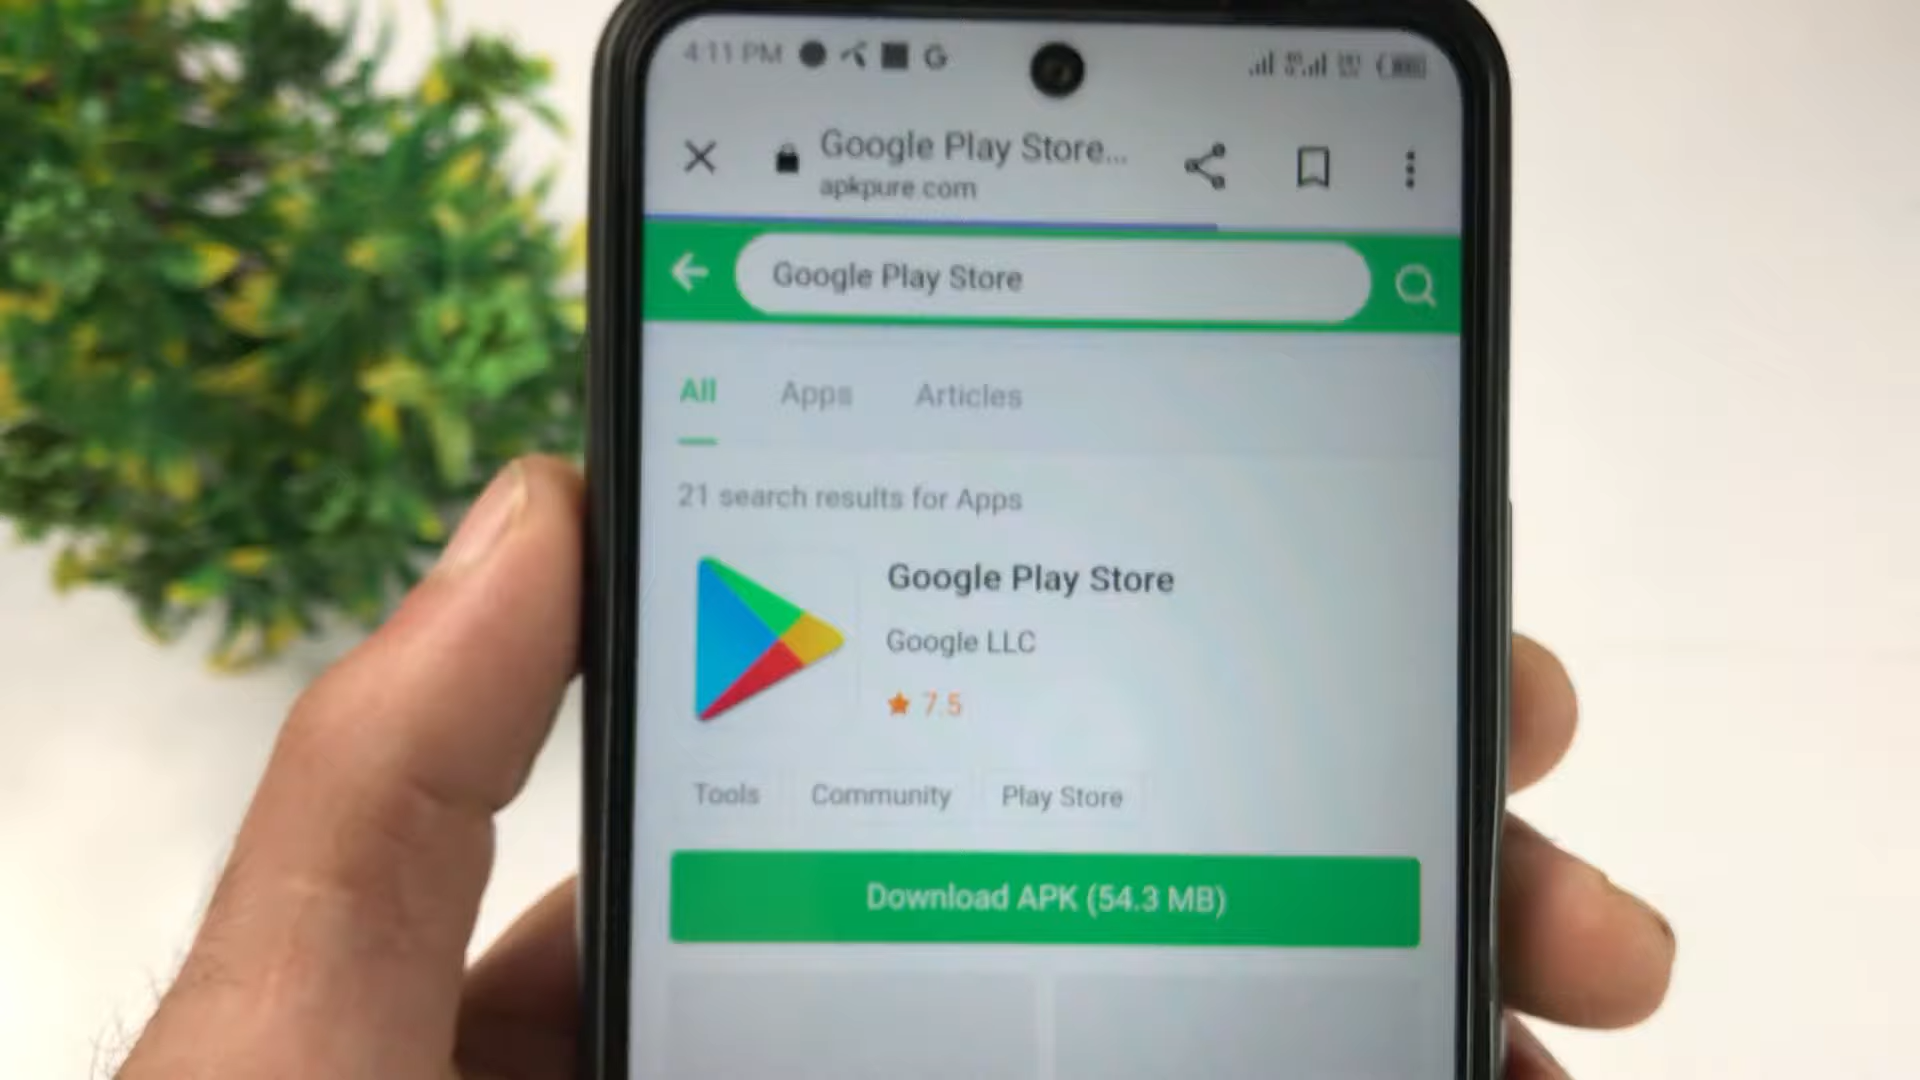 4:11 PM
Google Play Store...
apkpure.com
Google Play Store
All Apps Articles
21 search results for Apps
Google Play Store
Google LLC
7.5
Tools Community Play Store
Download APK (54.3 MB)